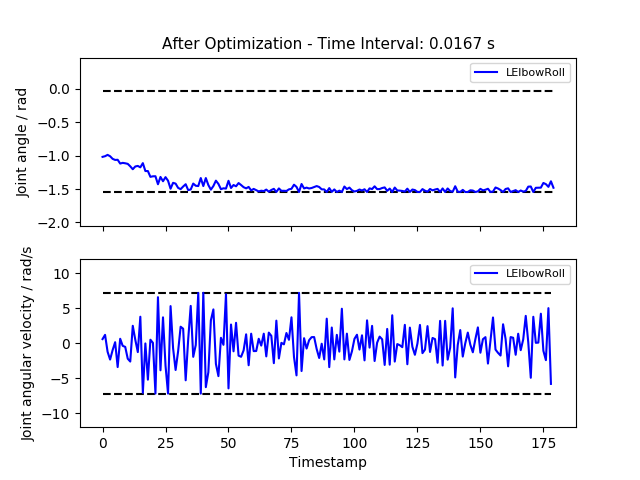 After Optimization - Time Interval: 0.0167 s
Joint angle / rad
0.0
−0.5
−1.0
−1.5
−2.0
LElbowRoll
Joint angular velocity / rad/s
10
5
0
−5
−10
LElbowRoll
0 25 50 75 100 125 150 175
Timestamp